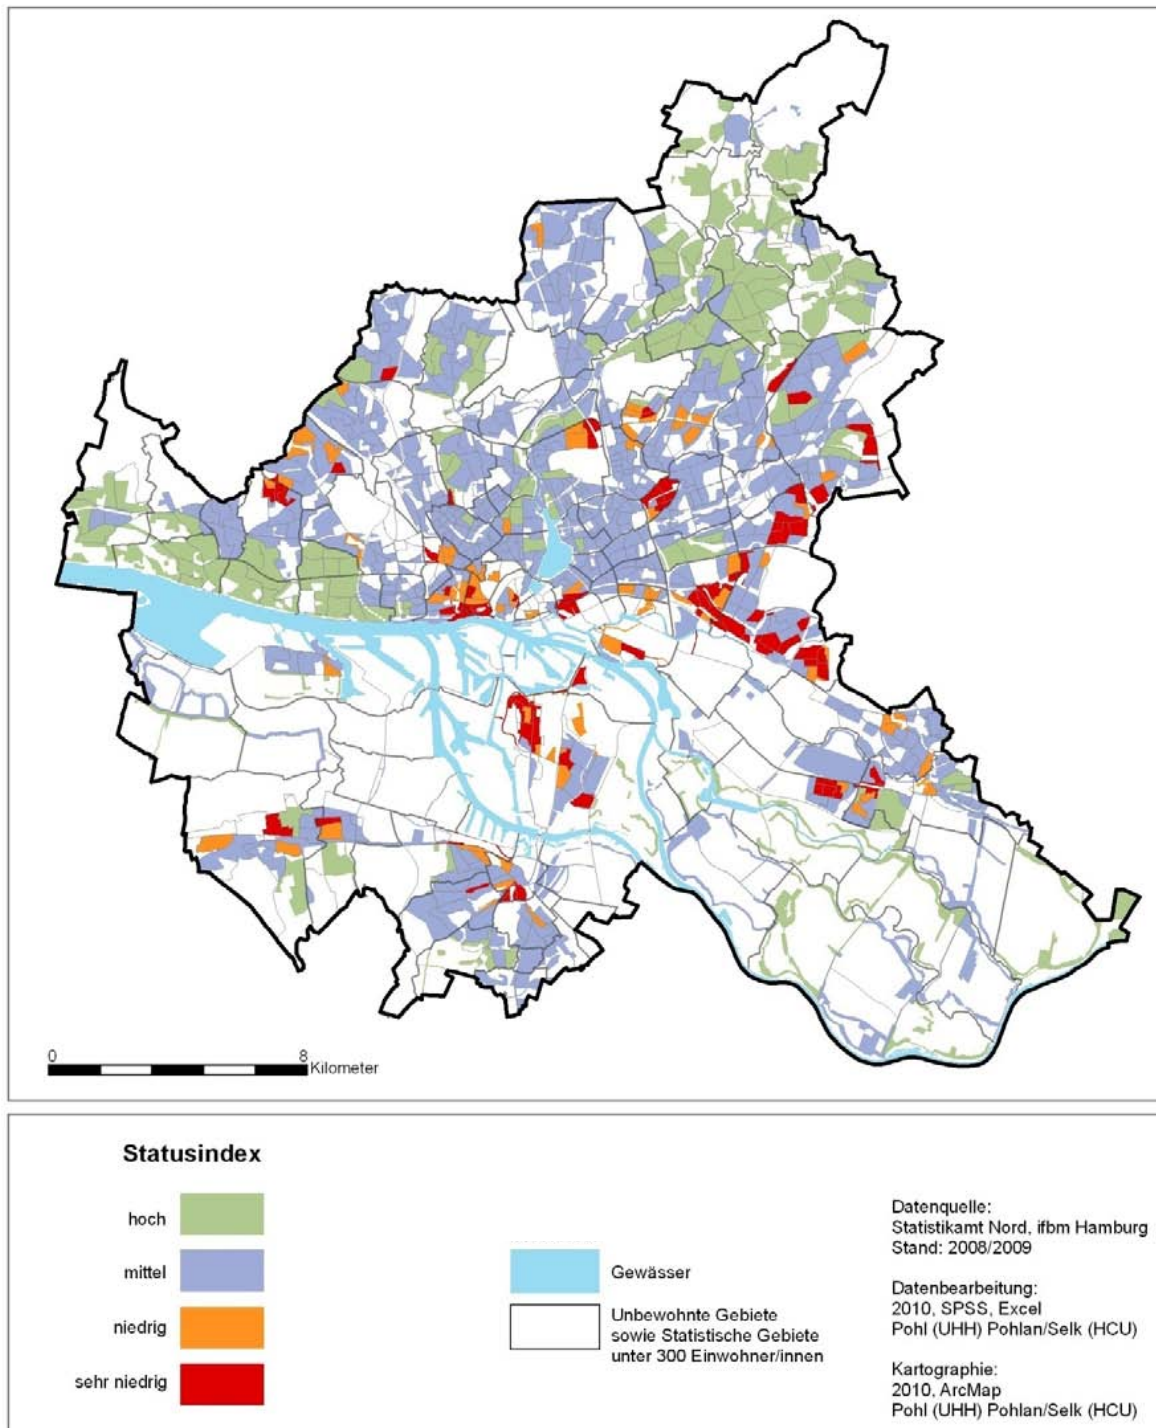 0
8
Kilometer
Statusindex
hoch
mittel
niedrig
sehr niedrig
Gewässer
Unbewohnte Gebiete
sowie Statistische Gebiete
unter 300 Einwohner/innen
Datenquelle:
Statistikamt Nord, ifbm Hamburg
Stand: 2008/2009
Datenbearbeitung:
2010, SPSS, Excel
Pohl (UHH) Pohlan/Selk (HCU)
Kartographie:
2010, ArcMap
Pohl (UHH) Pohlan/Selk (HCU)